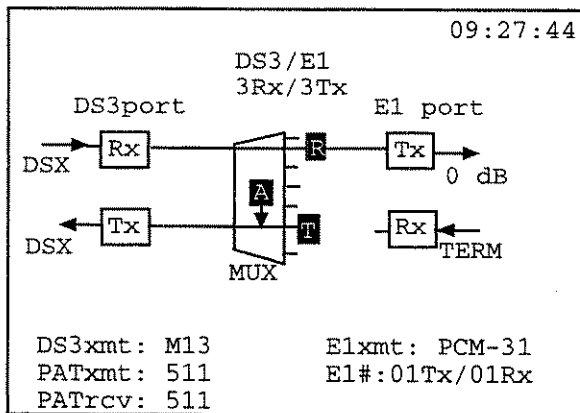 09:27:44
DS3/E1
3Rx/3Tx
DS3port
E1 port
Rx
R
Tx
DSX
0 dB
A
Tx
T
Rx
DSX
TERM
MUX
DS3xmt: M13
E1xmt: PCM-31
PATxmt: 511
E1#:01Tx/01Rx
PATrcv: 511